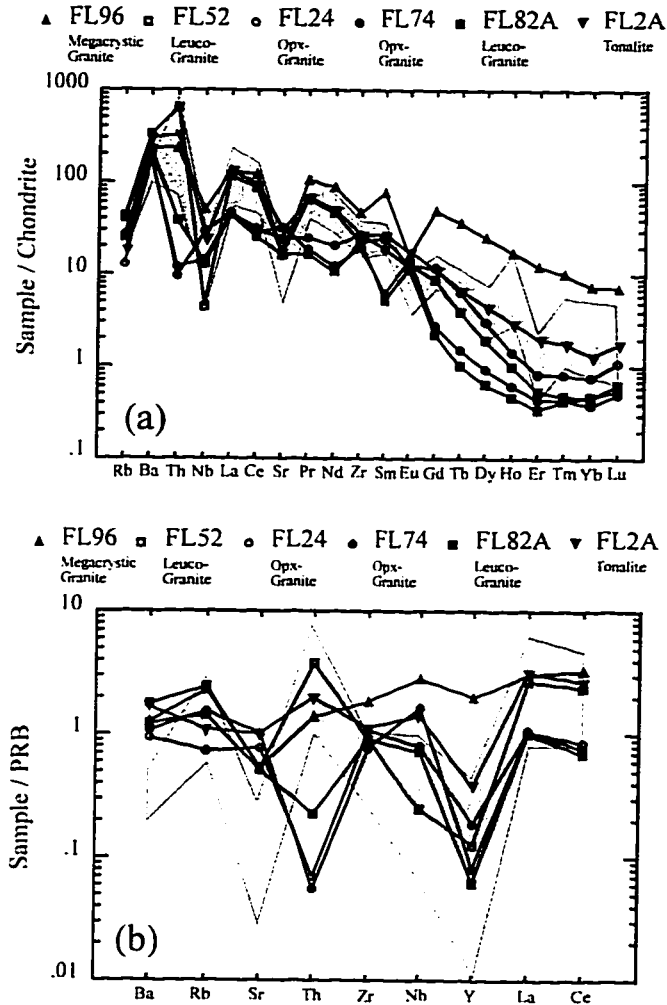 ▲ FL96 □ FL52 ○ FL24 ● FL74 ■ FL82A ▼ FL2A
Megacrystic Granite Leuco-Granite Opx-Granite Opx-Granite Leuco-Granite Tonalite
1000
100
10
1
.1
Sample / Chondrite
(a)
Rb Ba Th Nb La Ce Sr Pr Nd Zr Sm Eu Gd Tb Dy Ho Er Tm Yb Lu
▲ FL96 □ FL52 ○ FL24 ● FL74 ■ FL82A ▼ FL2A
Megacrystic Granite Leuco-Granite Opx-Granite Opx-Granite Leuco-Granite Tonalite
10
1
.1
.01
Sample / PRB
(b)
Ba Rb Sr Th Zr Nb Y La Ce